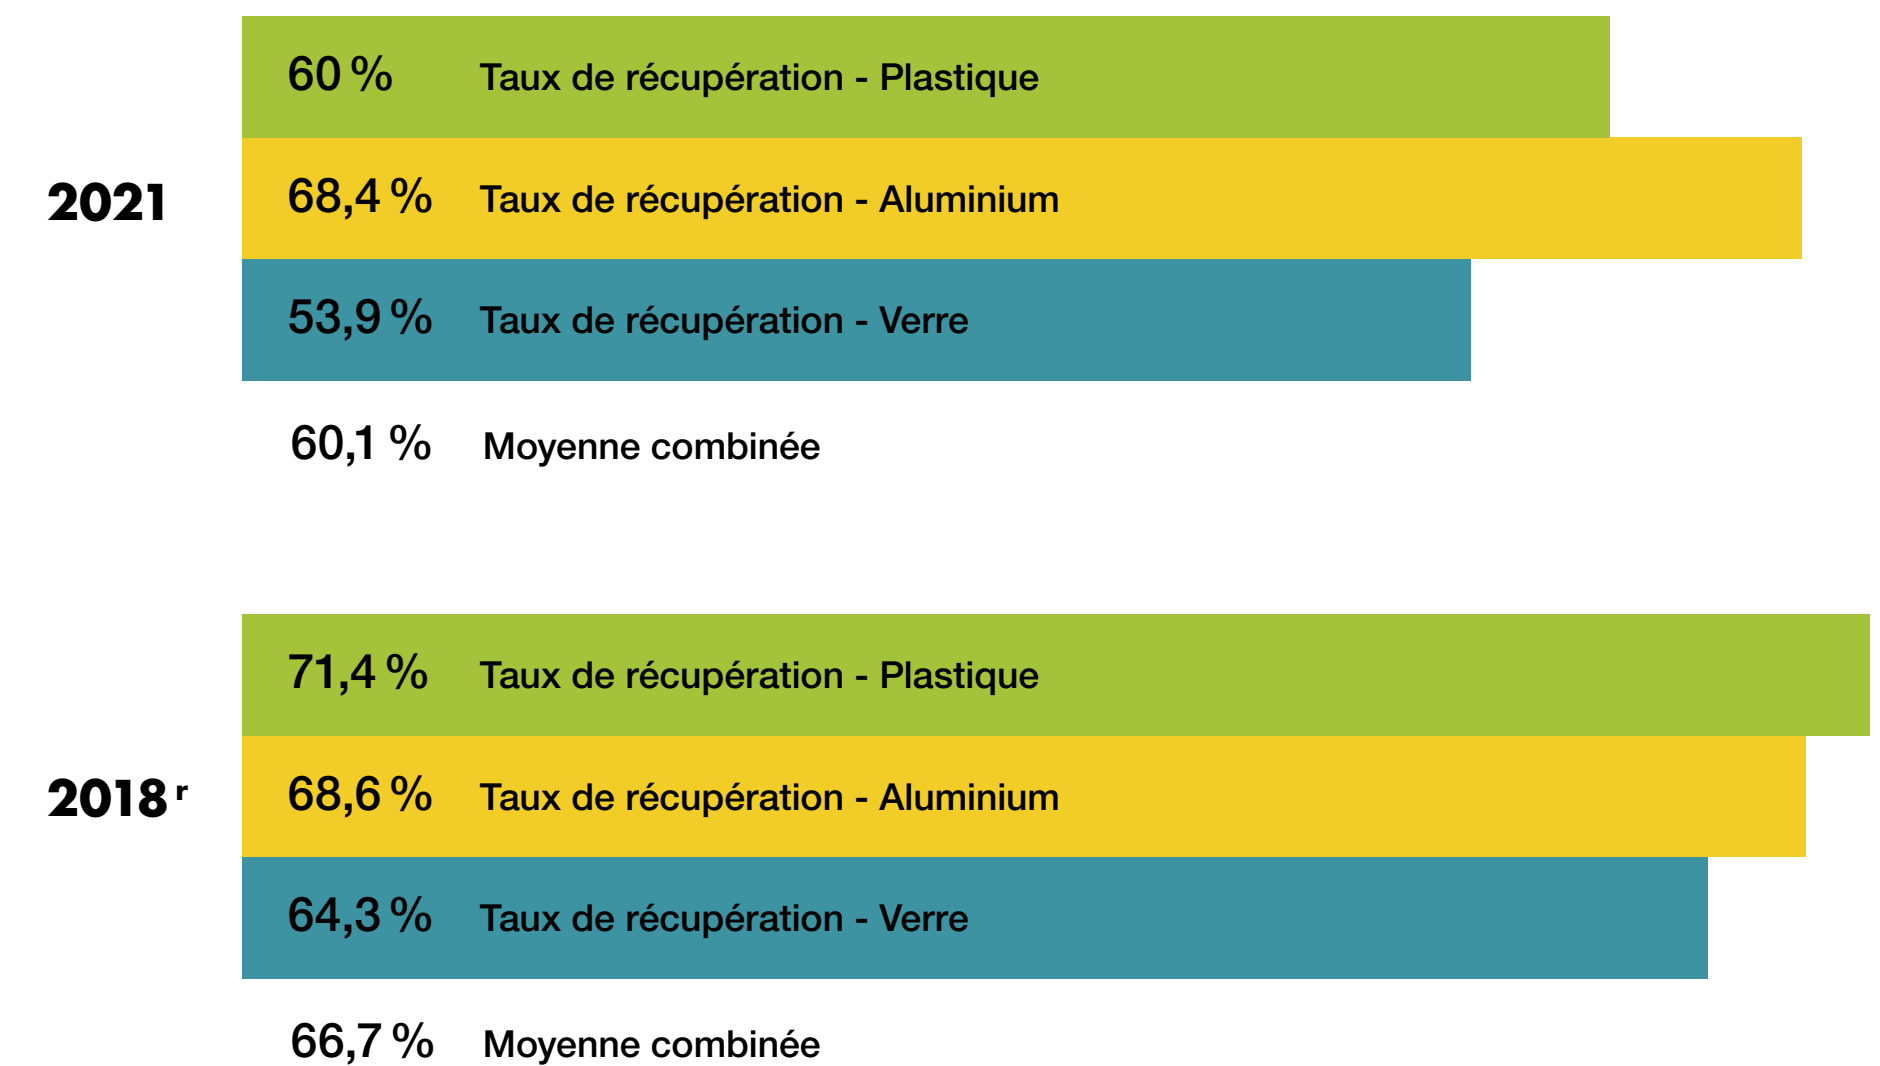 60 % Taux de récupération - Plastique
2021
68,4 % Taux de récupération - Aluminium
53,9 % Taux de récupération - Verre
60,1 % Moyenne combinée
71,4 % Taux de récupération - Plastique
2018 r
68,6 % Taux de récupération - Aluminium
64,3 % Taux de récupération - Verre
66,7 % Moyenne combinée